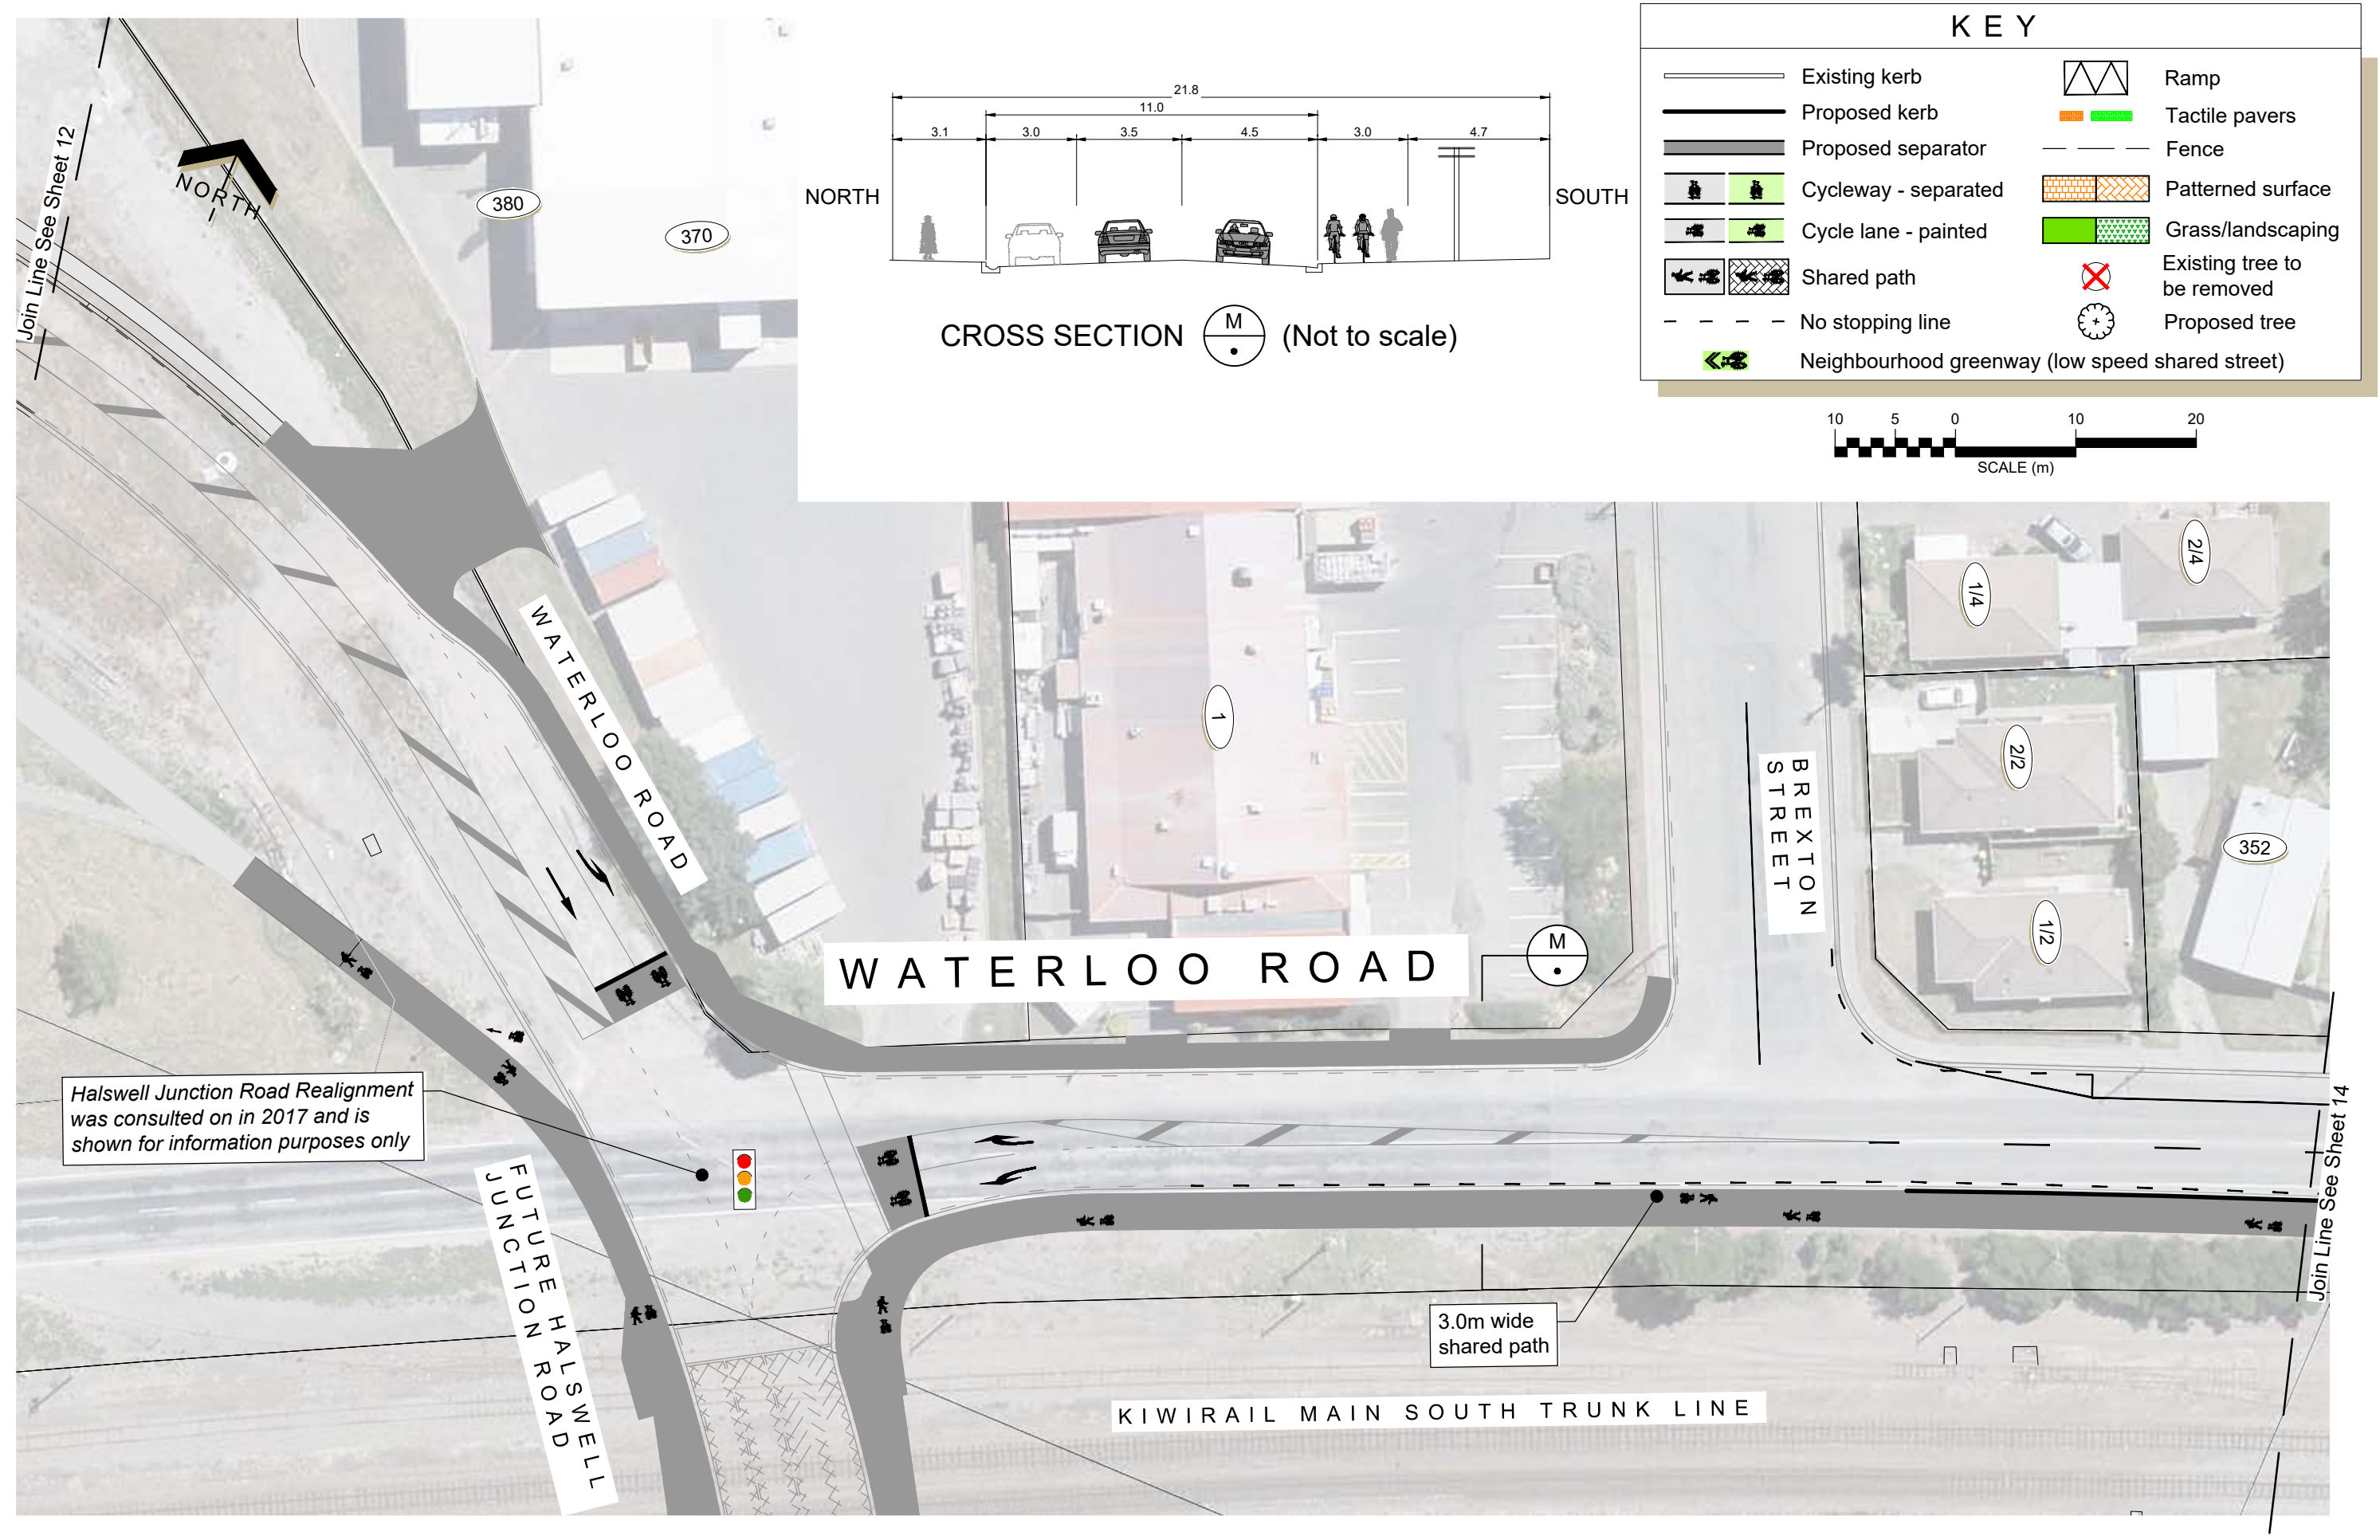 KEY
Existing kerb
Proposed kerb
Proposed separator
Cycleway - separated
Cycle lane - painted
Shared path
No stopping line
Neighbourhood greenway (low speed shared street)
Ramp
Tactile pavers
Fence
Patterned surface
Grass/landscaping
Existing tree to
be removed
Proposed tree
10 5 0 10 20
SCALE (m)
21.8
11.0
3.1 3.0 3.5 4.5 3.0 4.7
NORTH
SOUTH
CROSS SECTION M (Not to scale)
Join Line See Sheet 12
NORTH
380
370
WATERLOO ROAD
1
WATERLOO ROAD
M
BREXTON
STREET
1/4
2/4
2/2
1/2
352
Halswell Junction Road Realignment
was consulted on in 2017 and is
shown for information purposes only
FUTURE HALSWELL
JUNCTION ROAD
3.0m wide
shared path
KIWIRAIL MAIN SOUTH TRUNK LINE
Join Line See Sheet 14